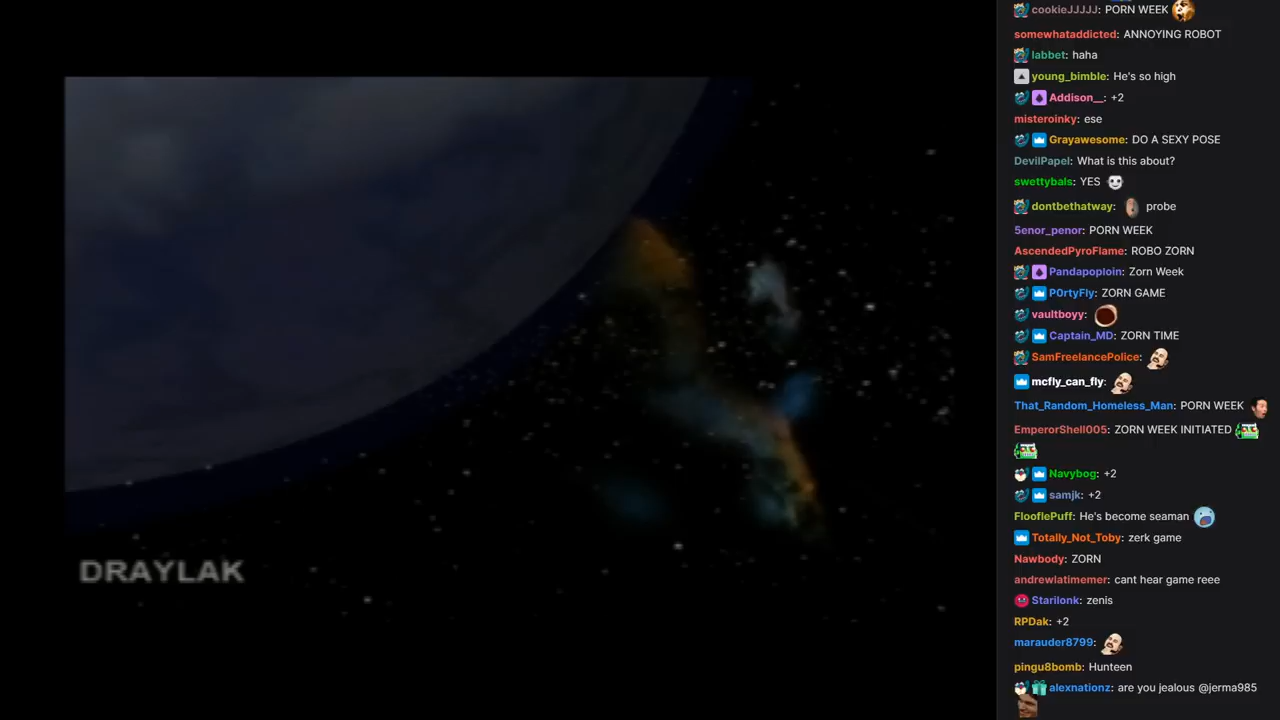 cookieJJJJJ: PORN WEEK
somewhataddicted: ANNOYING ROBOT
labbet: haha
young_bimble: He's so high
Addison__: +2
misteroinky: ese
Grayawesome: DO A SEXY POSE
DevilPapel: What is this about?
swettybals: YES
dontbethatway: probe
5enor_penor: PORN WEEK
AscendedPyroFlame: ROBO ZORN
Pandapoploin: Zorn Week
P0rtyFly: ZORN GAME
vaultboyy:
Captain_MD: ZORN TIME
SamFreelancePolice:
mcfly_can_fly:
That_Random_Homeless_Man: PORN WEEK
EmperorShell005: ZORN WEEK INITIATED
Navybog: +2
samjk: +2
FlooflePuff: He's become seaman
Totally_Not_Toby: zerk game
Nawbody: ZORN
andrewlatimemer: cant hear game reee
Starilonk: zenis
RPDak: +2
marauder8799:
pingu8bomb: Hunteen
alexnationz: are you jealous @jerma985
DRAYLAK